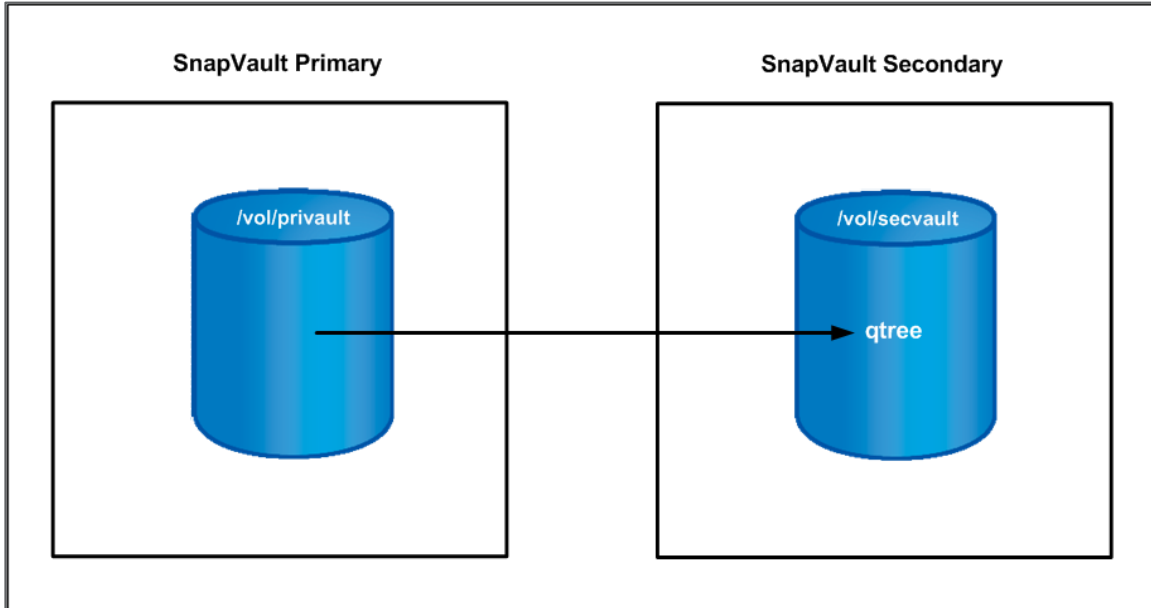 SnapVault Primary
SnapVault Secondary
/vol/privault
/vol/secvault
qtree